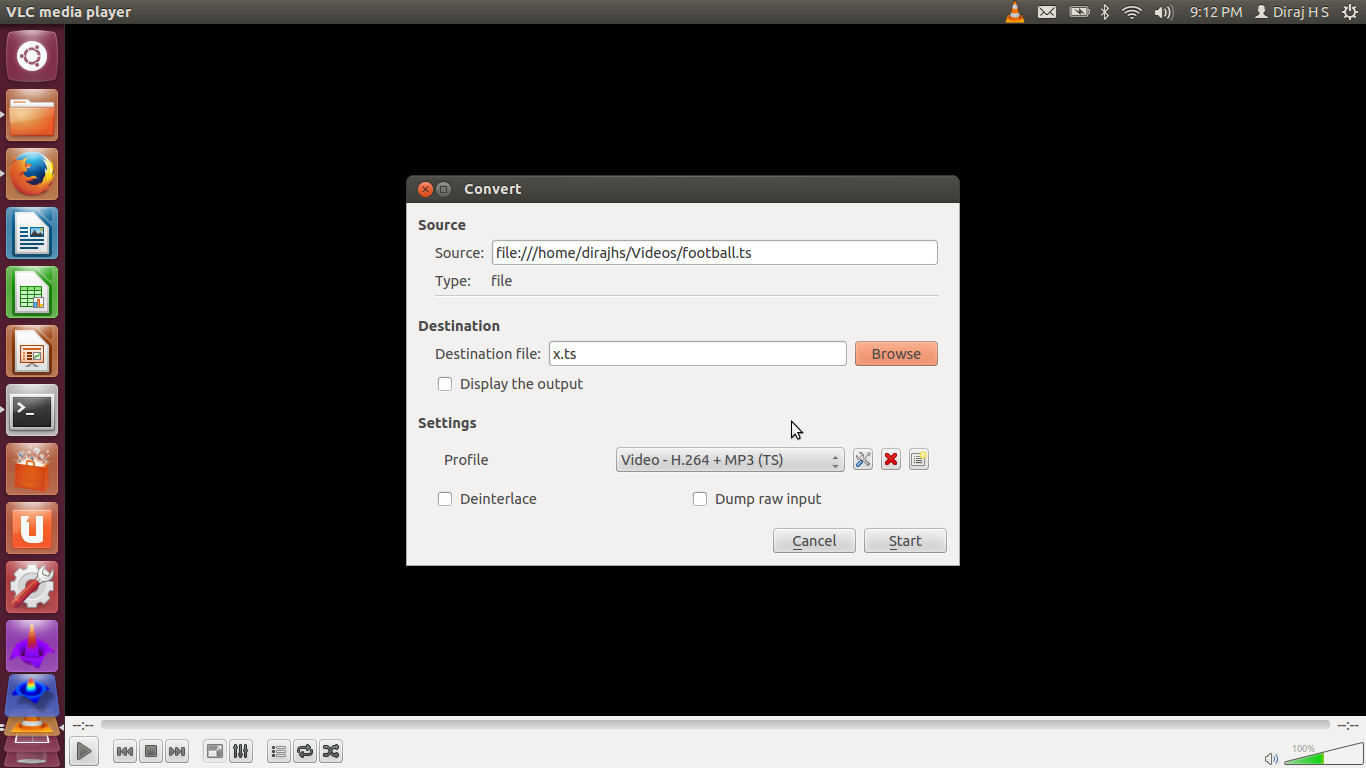 VLC media player
9:12 PM Diraj H S
Convert
Source
Source: file:///home/dirajhs/Videos/football.ts
Type: file
Destination
Destination file: x.ts Browse
Display the output
Settings
Profile Video - H.264 + MP3 (TS)
Deinterlace Dump raw input
Cancel Start
--:-- --:--
100%